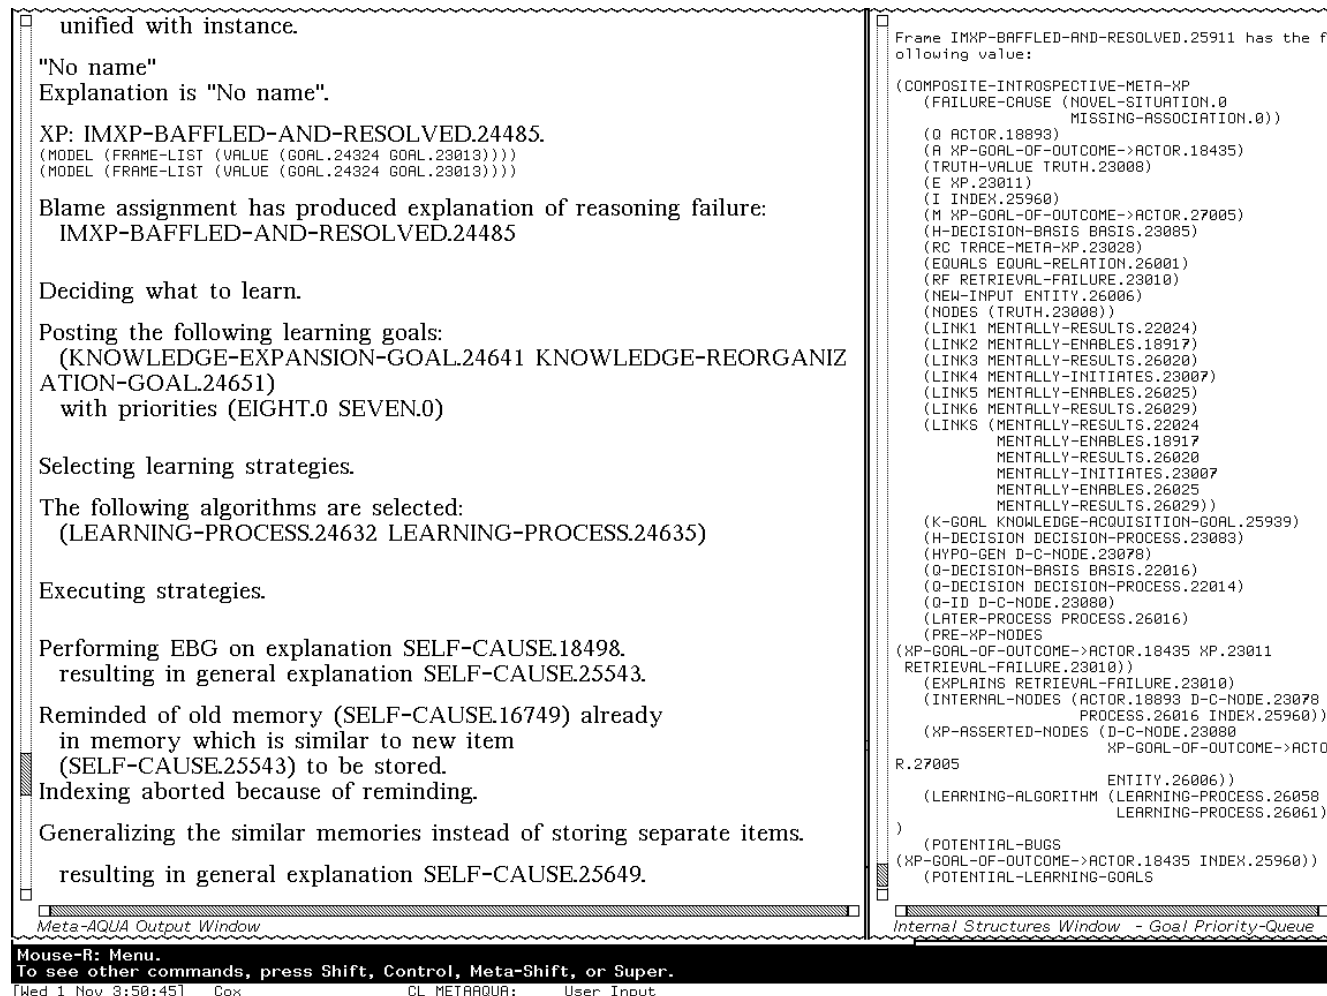 unified with instance.
"No name"
Explanation is "No name".
XP: IMXP-BAFFLED-AND-RESOLVED.24485.
(MODEL (FRAME-LIST (VALUE (GOAL.24324 GOAL.23013))))
(MODEL (FRAME-LIST (VALUE (GOAL.24324 GOAL.23013))))
Blame assignment has produced explanation of reasoning failure:
IMXP-BAFFLED-AND-RESOLVED.24485
Deciding what to learn.
Posting the following learning goals:
(KNOWLEDGE-EXPANSION-GOAL.24641 KNOWLEDGE-REORGANIZ
ATION-GOAL.24651)
with priorities (EIGHT.0 SEVEN.0)
Selecting learning strategies.
The following algorithms are selected:
(LEARNING-PROCESS.24632 LEARNING-PROCESS.24635)
Executing strategies.
Performing EBG on explanation SELF-CAUSE.18498.
resulting in general explanation SELF-CAUSE.25543.
Reminded of old memory (SELF-CAUSE.16749) already
in memory which is similar to new item
(SELF-CAUSE.25543) to be stored.
Indexing aborted because of reminding.
Generalizing the similar memories instead of storing separate items.
resulting in general explanation SELF-CAUSE.25649.
Meta-AQUA Output Window
Frame IMXP-BAFFLED-AND-RESOLVED.25911 has the f
ollowing value:
(COMPOSITE-INTROSPECTIVE-META-XP
(FAILURE-CAUSE (NOVEL-SITUATION.0
MISSING-ASSOCIATION.0))
(Q ACTOR.18893)
(A XP-GOAL-OF-OUTCOME->ACTOR.18435)
(TRUTH-VALUE TRUTH.23008)
(E XP.23011)
(I INDEX.25960)
(M XP-GOAL-OF-OUTCOME->ACTOR.27005)
(H-DECISION-BASIS BASIS.23085)
(RC TRACE-META-XP.23028)
(EQUALS EQUAL-RELATION.26001)
(RF RETRIEVAL-FAILURE.23010)
(NEW-INPUT ENTITY.26006)
(NODES (TRUTH.23008))
(LINK1 MENTALLY-RESULTS.22024)
(LINK2 MENTALLY-ENABLES.18917)
(LINK3 MENTALLY-RESULTS.26020)
(LINK4 MENTALLY-INITIATES.23007)
(LINK5 MENTALLY-ENABLES.26025)
(LINK6 MENTALLY-RESULTS.26029)
(LINKS (MENTALLY-RESULTS.22024
MENTALLY-ENABLES.18917
MENTALLY-RESULTS.26020
MENTALLY-INITIATES.23007
MENTALLY-ENABLES.26025
MENTALLY-RESULTS.26029))
(K-GOAL KNOWLEDGE-ACQUISITION-GOAL.25939)
(H-DECISION DECISION-PROCESS.23083)
(HYPO-GEN D-C-NODE.23078)
(Q-DECISION-BASIS BASIS.22016)
(Q-DECISION DECISION-PROCESS.22014)
(Q-ID D-C-NODE.23080)
(LATER-PROCESS PROCESS.26016)
(PRE-XP-NODES
(XP-GOAL-OF-OUTCOME->ACTOR.18435 XP.23011
RETRIEVAL-FAILURE.23010))
(EXPLAINS RETRIEVAL-FAILURE.23010)
(INTERNAL-NODES (ACTOR.18893 D-C-NODE.23078
PROCESS.26016 INDEX.25960))
(XP-ASSERTED-NODES (D-C-NODE.23080
XP-GOAL-OF-OUTCOME->ACTO
R.27005
ENTITY.26006))
(LEARNING-ALGORITHM (LEARNING-PROCESS.26058
LEARNING-PROCESS.26061)
)
(POTENTIAL-BUGS
(XP-GOAL-OF-OUTCOME->ACTOR.18435 INDEX.25960))
(POTENTIAL-LEARNING-GOALS
Internal Structures Window - Goal Priority-Queue
Mouse-R: Menu.
To see other commands, press Shift, Control, Meta-Shift, or Super.
[Wed 1 Nov 3:50:45] Cox CL METAAQUA: User Input